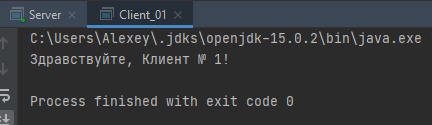 Server Client_01
C:\Users\Alexey\.jdks\openjdk-15.0.2\bin\java.exe
Здравствуйте, Клиент № 1!
Process finished with exit code 0